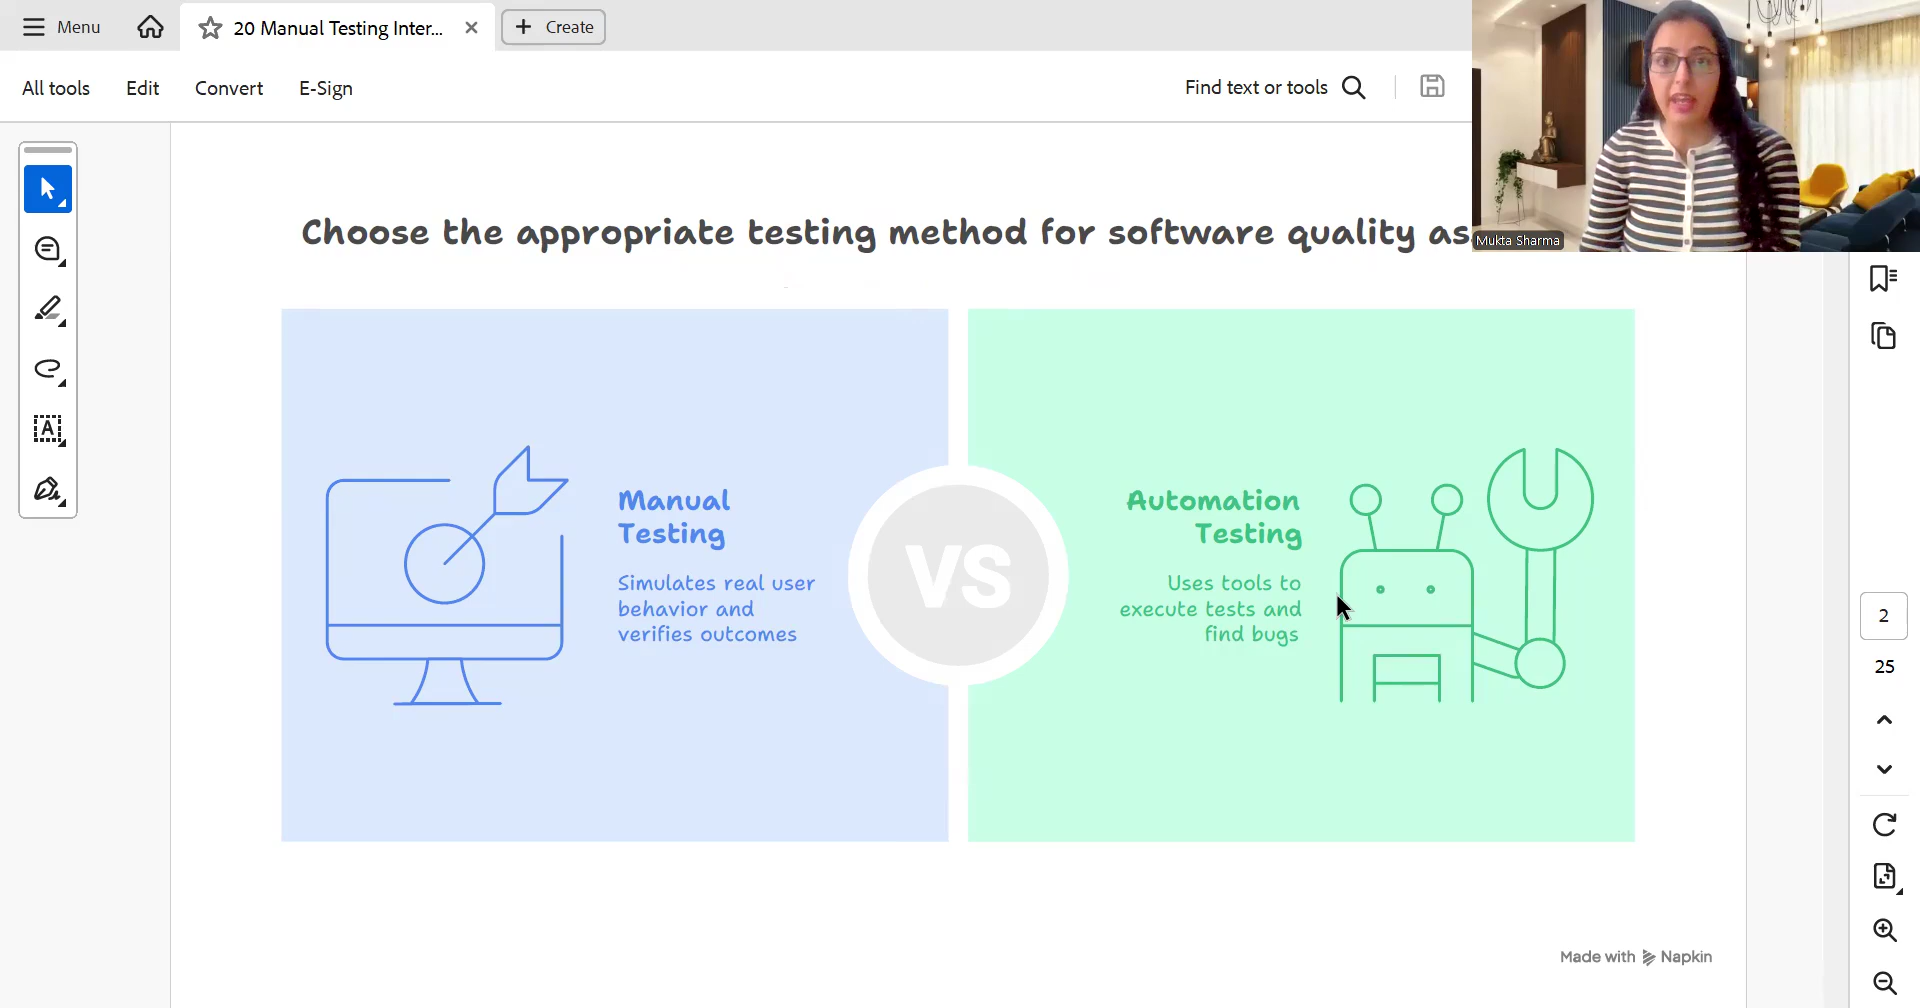 Menu
20 Manual Testing Inter...
Create
All tools
Edit
Convert
E-Sign
Find text or tools
Mukta Sharma
Choose the appropriate testing method for software quality as
Manual
Testing
Simulates real user
behavior and
verifies outcomes
VS
Automation
Testing
Uses tools to
execute tests and
find bugs
A
2
25
Made with Napkin